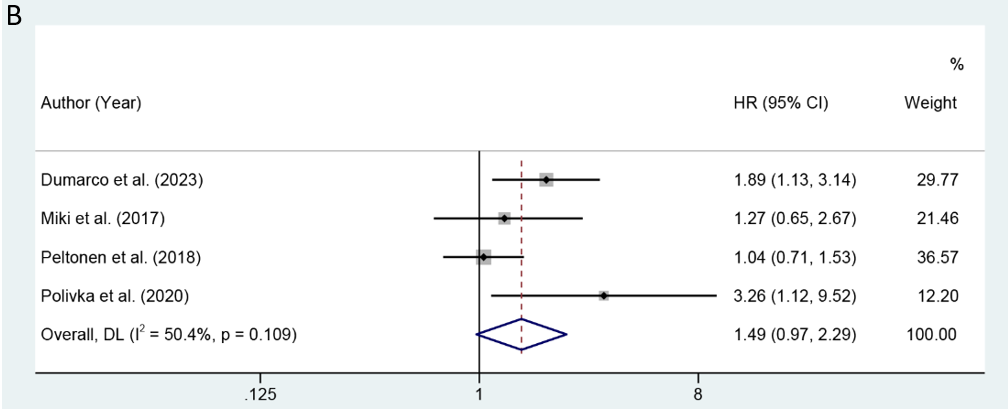 B
%
Author (Year) HR (95% CI) Weight
Dumarco et al. (2023) 1.89 (1.13, 3.14) 29.77
Miki et al. (2017) 1.27 (0.65, 2.67) 21.46
Peltonen et al. (2018) 1.04 (0.71, 1.53) 36.57
Polivka et al. (2020) 3.26 (1.12, 9.52) 12.20
Overall, DL (I² = 50.4%, p = 0.109) 1.49 (0.97, 2.29) 100.00
.125 1 8